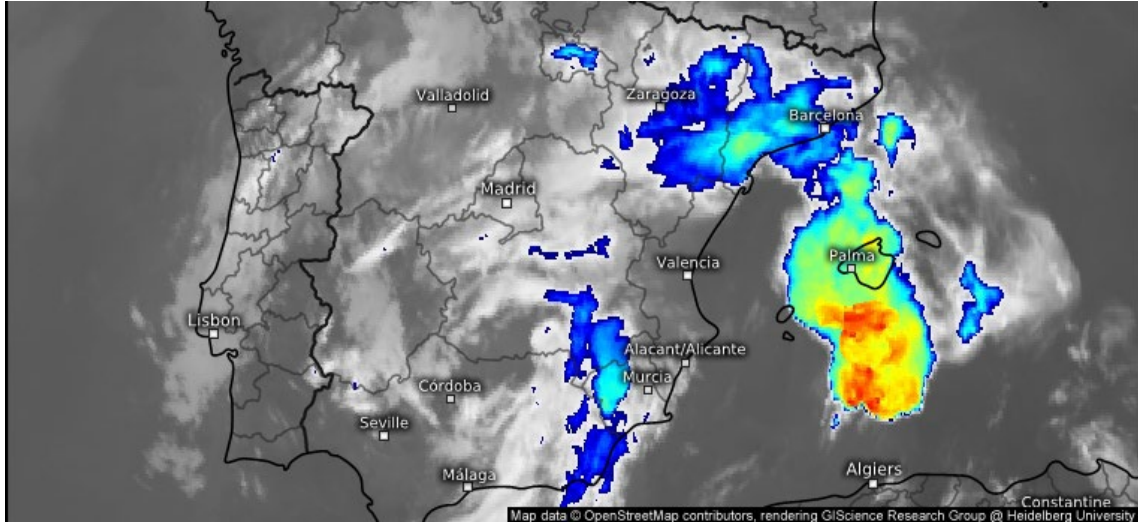 Valladolid
Zaragoza
Barcelona
Madrid
Valencia
Palma
Lisbon
Alacant/Alicante
Murcia
Córdoba
Seville
Málaga
Algiers
Constantine
Map data © OpenStreetMap contributors, rendering GIScience Research Group @ Heidelberg University